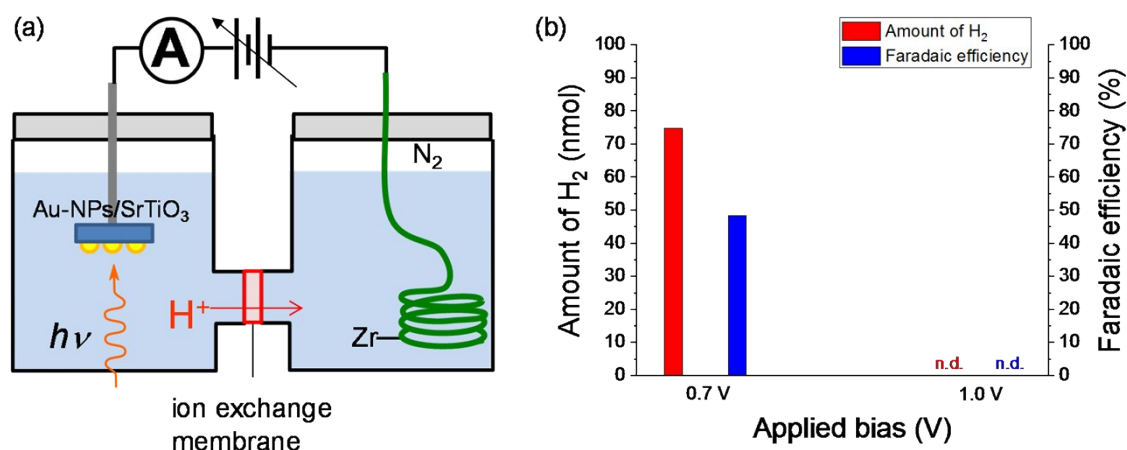 (a)
A
N₂
Au-NPs/SrTiO₃
H⁺
hν
Zr
ion exchange
membrane
(b)
Amount of H₂
Faradaic efficiency
Amount of H₂ (nmol)
100
90
80
70
60
50
40
30
20
10
0
n.d.
n.d.
100
90
80
70
60
50
40
30
20
10
0
Faradaic efficiency (%)
0.7 V
1.0 V
Applied bias (V)